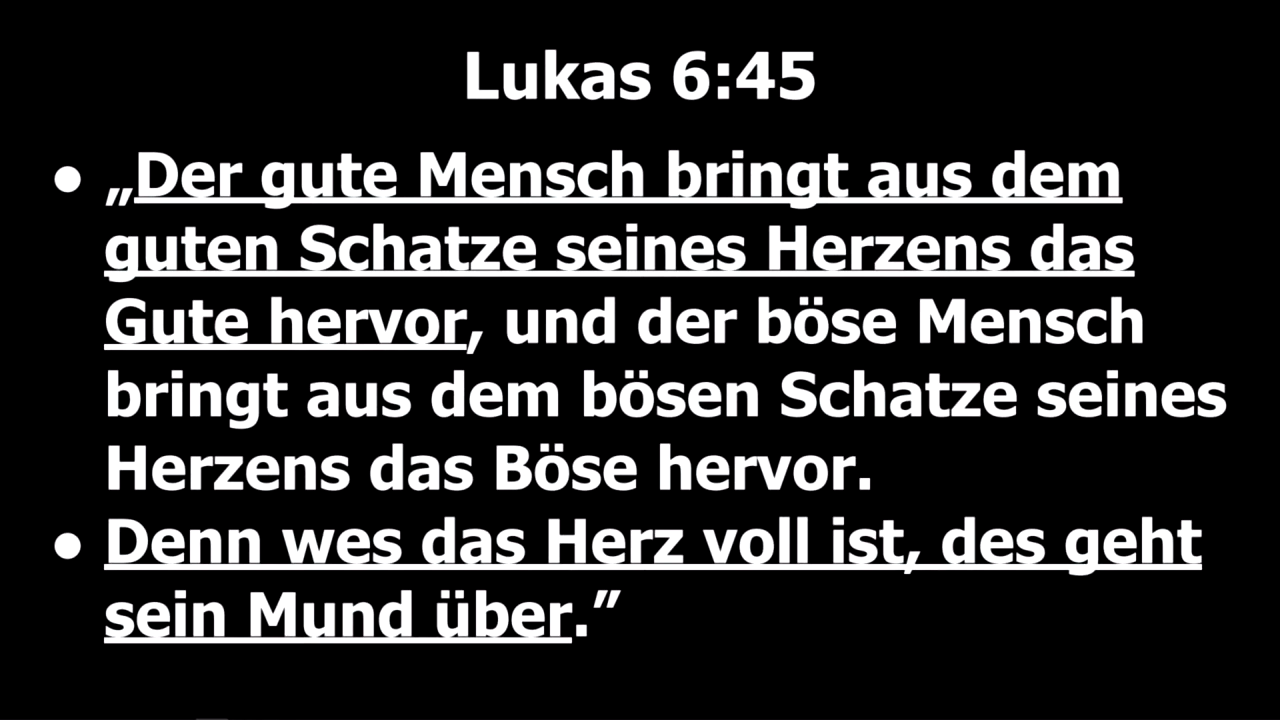 Lukas 6:45
● „Der gute Mensch bringt aus dem
guten Schatze seines Herzens das
Gute hervor, und der böse Mensch
bringt aus dem bösen Schatze seines
Herzens das Böse hervor.
● Denn wes das Herz voll ist, des geht
sein Mund über.”